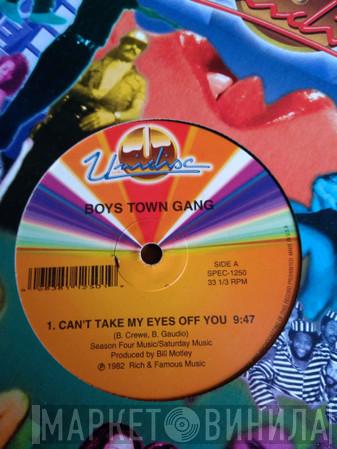 Unidisc
BOYS TOWN GANG
SIDE A
SPEC-1250
33 1/3 RPM
1. CAN'T TAKE MY EYES OFF YOU 9:47
(B. Crewe, B. Gaudio)
Season Four Music/Saturday Music
Produced by Bill Motley
℗ 1982 Rich & Famous Music
МАРКЕТ ВИНИЛА